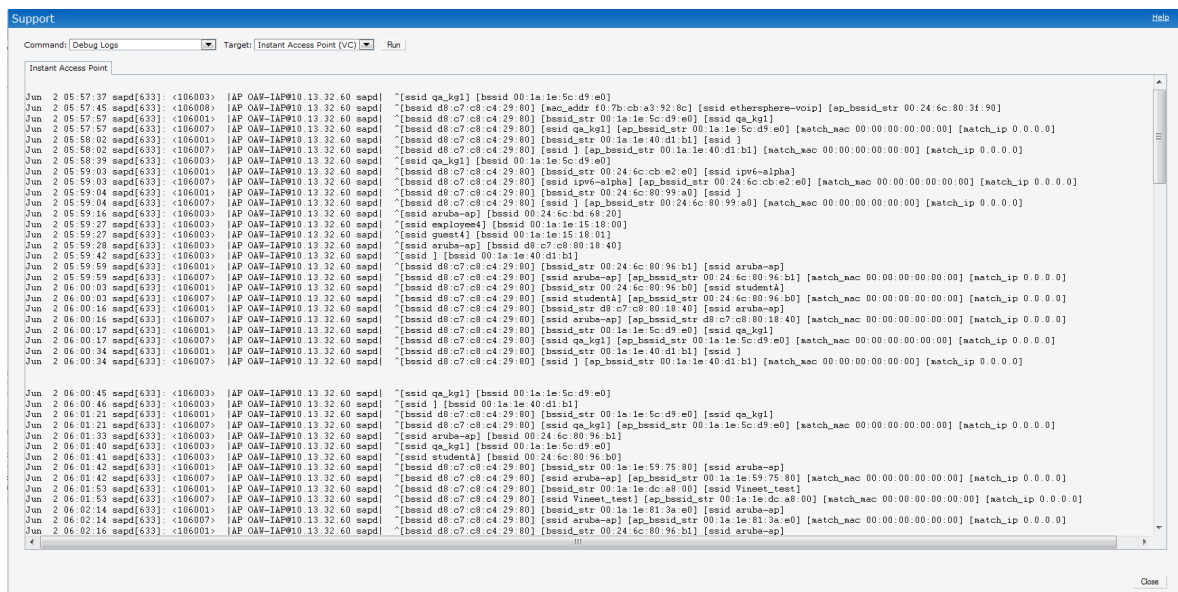 Support
Help
Command: Debug Logs Target: Instant Access Point (VC) Run
Instant Access Point
Jun 2 05:57:37 sapd[633]: <106003> |AP OAW-IAP@10.13.32.60 sapd| ^[ssid qa_kg1] [bssid 00:1a:1e:5c:d9:e0]
Jun 2 05:57:45 sapd[633]: <106008> |AP OAW-IAP@10.13.32.60 sapd| ^[bssid d8:c7:c8:c4:29:80] [mac_addr f0:7b:cb:a3:92:8c] [ssid ethersphere-voip] [ap_bssid_str 00:24:6c:80:3f:90]
Jun 2 05:57:57 sapd[633]: <106001> |AP OAW-IAP@10.13.32.60 sapd| ^[bssid d8:c7:c8:c4:29:80] [bssid_str 00:1a:1e:5c:d9:e0] [ssid qa_kg1]
Jun 2 05:57:57 sapd[633]: <106007> |AP OAW-IAP@10.13.32.60 sapd| ^[bssid d8:c7:c8:c4:29:80] [ssid qa_kg1] [ap_bssid_str 00:1a:1e:5c:d9:e0] [match_mac 00:00:00:00:00:00] [match_ip 0.0.0.0]
Jun 2 05:58:02 sapd[633]: <106001> |AP OAW-IAP@10.13.32.60 sapd| ^[bssid d8:c7:c8:c4:29:80] [bssid_str 00:1a:1e:40:d1:b1] [ssid ]
Jun 2 05:58:02 sapd[633]: <106007> |AP OAW-IAP@10.13.32.60 sapd| ^[bssid d8:c7:c8:c4:29:80] [ssid ] [ap_bssid_str 00:1a:1e:40:d1:b1] [match_mac 00:00:00:00:00:00] [match_ip 0.0.0.0]
Jun 2 05:58:39 sapd[633]: <106003> |AP OAW-IAP@10.13.32.60 sapd| ^[ssid qa_kg1] [bssid 00:1a:1e:5c:d9:e0]
Jun 2 05:59:03 sapd[633]: <106001> |AP OAW-IAP@10.13.32.60 sapd| ^[bssid d8:c7:c8:c4:29:80] [bssid_str 00:24:6c:cb:e2:e0] [ssid ipv6-alpha]
Jun 2 05:59:03 sapd[633]: <106007> |AP OAW-IAP@10.13.32.60 sapd| ^[bssid d8:c7:c8:c4:29:80] [ssid ipv6-alpha] [ap_bssid_str 00:24:6c:cb:e2:e0] [match_mac 00:00:00:00:00:00] [match_ip 0.0.0.0]
Jun 2 05:59:04 sapd[633]: <106001> |AP OAW-IAP@10.13.32.60 sapd| ^[bssid d8:c7:c8:c4:29:80] [bssid_str 00:24:6c:80:99:a0] [ssid ]
Jun 2 05:59:04 sapd[633]: <106007> |AP OAW-IAP@10.13.32.60 sapd| ^[bssid d8:c7:c8:c4:29:80] [ssid ] [ap_bssid_str 00:24:6c:80:99:a0] [match_mac 00:00:00:00:00:00] [match_ip 0.0.0.0]
Jun 2 05:59:16 sapd[633]: <106003> |AP OAW-IAP@10.13.32.60 sapd| ^[ssid aruba-ap] [bssid 00:24:6c:bd:68:20]
Jun 2 05:59:27 sapd[633]: <106003> |AP OAW-IAP@10.13.32.60 sapd| ^[ssid employee4] [bssid 00:1a:1e:15:18:00]
Jun 2 05:59:27 sapd[633]: <106003> |AP OAW-IAP@10.13.32.60 sapd| ^[ssid guest4] [bssid 00:1a:1e:15:18:01]
Jun 2 05:59:28 sapd[633]: <106003> |AP OAW-IAP@10.13.32.60 sapd| ^[ssid aruba-ap] [bssid d8:c7:c8:80:18:40]
Jun 2 05:59:42 sapd[633]: <106003> |AP OAW-IAP@10.13.32.60 sapd| ^[ssid ] [bssid 00:1a:1e:40:d1:b1]
Jun 2 05:59:59 sapd[633]: <106001> |AP OAW-IAP@10.13.32.60 sapd| ^[bssid d8:c7:c8:c4:29:80] [bssid_str 00:24:6c:80:96:b1] [ssid aruba-ap]
Jun 2 05:59:59 sapd[633]: <106007> |AP OAW-IAP@10.13.32.60 sapd| ^[bssid d8:c7:c8:c4:29:80] [ssid aruba-ap] [ap_bssid_str 00:24:6c:80:96:b1] [match_mac 00:00:00:00:00:00] [match_ip 0.0.0.0]
Jun 2 06:00:03 sapd[633]: <106001> |AP OAW-IAP@10.13.32.60 sapd| ^[bssid d8:c7:c8:c4:29:80] [bssid_str 00:24:6c:80:96:b0] [ssid studentA]
Jun 2 06:00:03 sapd[633]: <106007> |AP OAW-IAP@10.13.32.60 sapd| ^[bssid d8:c7:c8:c4:29:80] [ssid studentA] [ap_bssid_str 00:24:6c:80:96:b0] [match_mac 00:00:00:00:00:00] [match_ip 0.0.0.0]
Jun 2 06:00:16 sapd[633]: <106001> |AP OAW-IAP@10.13.32.60 sapd| ^[bssid d8:c7:c8:c4:29:80] [bssid_str d8:c7:c8:80:18:40] [ssid aruba-ap]
Jun 2 06:00:16 sapd[633]: <106007> |AP OAW-IAP@10.13.32.60 sapd| ^[bssid d8:c7:c8:c4:29:80] [ssid aruba-ap] [ap_bssid_str d8:c7:c8:80:18:40] [match_mac 00:00:00:00:00:00] [match_ip 0.0.0.0]
Jun 2 06:00:17 sapd[633]: <106001> |AP OAW-IAP@10.13.32.60 sapd| ^[bssid d8:c7:c8:c4:29:80] [bssid_str 00:1a:1e:5c:d9:e0] [ssid qa_kg1]
Jun 2 06:00:17 sapd[633]: <106007> |AP OAW-IAP@10.13.32.60 sapd| ^[bssid d8:c7:c8:c4:29:80] [ssid qa_kg1] [ap_bssid_str 00:1a:1e:5c:d9:e0] [match_mac 00:00:00:00:00:00] [match_ip 0.0.0.0]
Jun 2 06:00:34 sapd[633]: <106001> |AP OAW-IAP@10.13.32.60 sapd| ^[bssid d8:c7:c8:c4:29:80] [bssid_str 00:1a:1e:40:d1:b1] [ssid ]
Jun 2 06:00:34 sapd[633]: <106007> |AP OAW-IAP@10.13.32.60 sapd| ^[bssid d8:c7:c8:c4:29:80] [ssid ] [ap_bssid_str 00:1a:1e:40:d1:b1] [match_mac 00:00:00:00:00:00] [match_ip 0.0.0.0]
Jun 2 06:00:45 sapd[633]: <106003> |AP OAW-IAP@10.13.32.60 sapd| ^[ssid qa_kg1] [bssid 00:1a:1e:5c:d9:e0]
Jun 2 06:00:46 sapd[633]: <106003> |AP OAW-IAP@10.13.32.60 sapd| ^[ssid ] [bssid 00:1a:1e:40:d1:b1]
Jun 2 06:01:21 sapd[633]: <106001> |AP OAW-IAP@10.13.32.60 sapd| ^[bssid d8:c7:c8:c4:29:80] [bssid_str 00:1a:1e:5c:d9:e0] [ssid qa_kg1]
Jun 2 06:01:21 sapd[633]: <106007> |AP OAW-IAP@10.13.32.60 sapd| ^[bssid d8:c7:c8:c4:29:80] [ssid qa_kg1] [ap_bssid_str 00:1a:1e:5c:d9:e0] [match_mac 00:00:00:00:00:00] [match_ip 0.0.0.0]
Jun 2 06:01:33 sapd[633]: <106003> |AP OAW-IAP@10.13.32.60 sapd| ^[ssid aruba-ap] [bssid 00:24:6c:80:96:b1]
Jun 2 06:01:40 sapd[633]: <106003> |AP OAW-IAP@10.13.32.60 sapd| ^[ssid qa_kg1] [bssid 00:1a:1e:5c:d9:e0]
Jun 2 06:01:41 sapd[633]: <106003> |AP OAW-IAP@10.13.32.60 sapd| ^[ssid studentA] [bssid 00:24:6c:80:96:b0]
Jun 2 06:01:42 sapd[633]: <106001> |AP OAW-IAP@10.13.32.60 sapd| ^[bssid d8:c7:c8:c4:29:80] [bssid_str 00:1a:1e:59:75:80] [ssid aruba-ap]
Jun 2 06:01:42 sapd[633]: <106007> |AP OAW-IAP@10.13.32.60 sapd| ^[bssid d8:c7:c8:c4:29:80] [ssid aruba-ap] [ap_bssid_str 00:1a:1e:59:75:80] [match_mac 00:00:00:00:00:00] [match_ip 0.0.0.0]
Jun 2 06:01:53 sapd[633]: <106001> |AP OAW-IAP@10.13.32.60 sapd| ^[bssid d8:c7:c8:c4:29:80] [bssid_str 00:1a:1e:dc:a8:00] [ssid Vineet_test]
Jun 2 06:01:53 sapd[633]: <106007> |AP OAW-IAP@10.13.32.60 sapd| ^[bssid d8:c7:c8:c4:29:80] [ssid Vineet_test] [ap_bssid_str 00:1a:1e:dc:a8:00] [match_mac 00:00:00:00:00:00] [match_ip 0.0.0.0]
Jun 2 06:02:14 sapd[633]: <106001> |AP OAW-IAP@10.13.32.60 sapd| ^[bssid d8:c7:c8:c4:29:80] [bssid_str 00:1a:1e:81:3a:e0] [ssid aruba-ap]
Jun 2 06:02:14 sapd[633]: <106007> |AP OAW-IAP@10.13.32.60 sapd| ^[bssid d8:c7:c8:c4:29:80] [ssid aruba-ap] [ap_bssid_str 00:1a:1e:81:3a:e0] [match_mac 00:00:00:00:00:00] [match_ip 0.0.0.0]
Jun 2 06:02:16 sapd[633]: <106001> |AP OAW-IAP@10.13.32.60 sapd| ^[bssid d8:c7:c8:c4:29:80] [bssid_str 00:24:6c:80:96:b1] [ssid aruba-ap]
Close